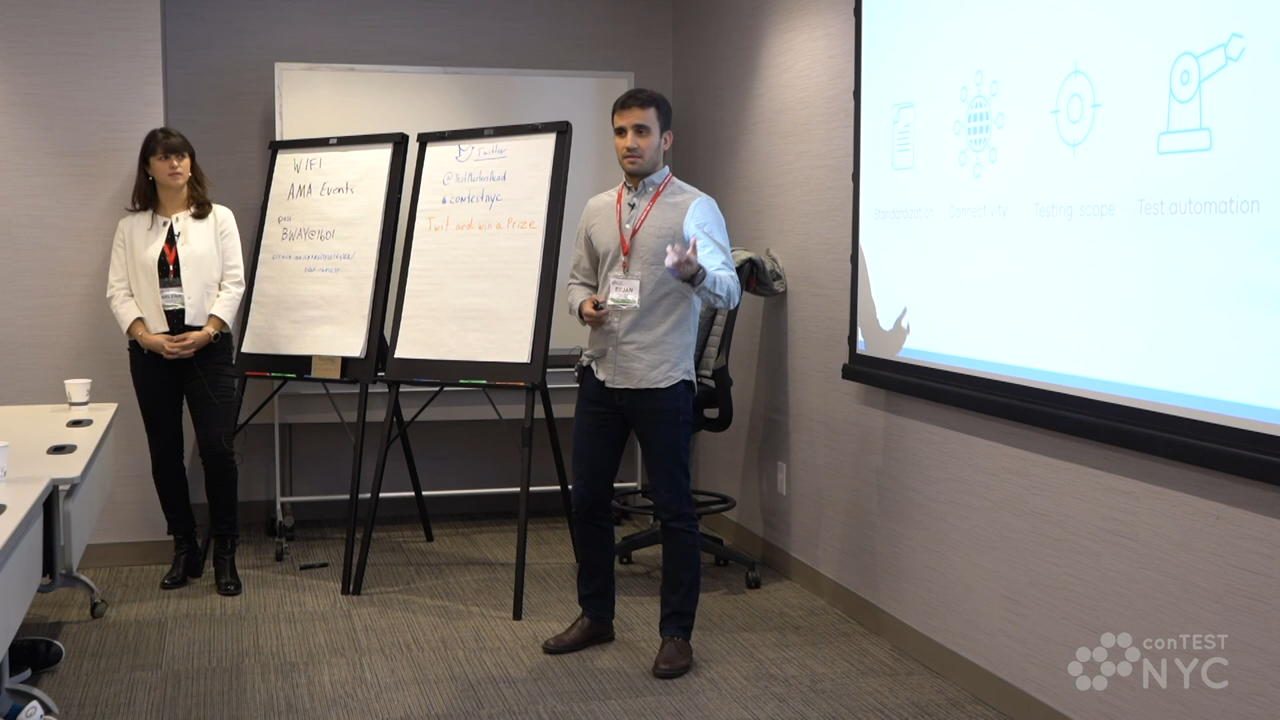 WIFI
AMA Events
PASS
BWAY@1601
Twitter
@TestMastersAcad
#contestnyc
Twit and win a Prize
Standardization
Connectivity
Testing scope
Test automation
conTEST
NYC